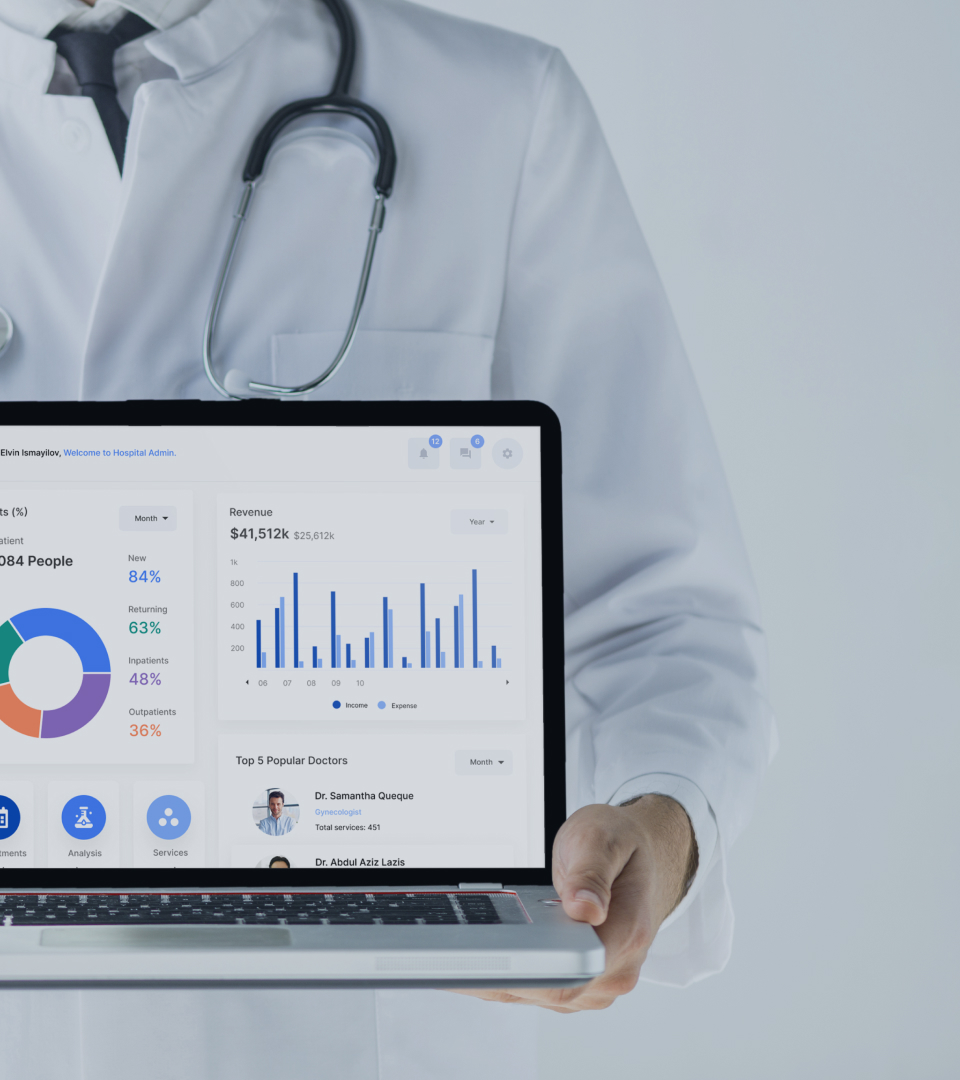 Elvin Ismayilov, Welcome to Hospital Admin.
12
6
ts (%)
Month
atient
084 People
New
84%
Returning
63%
Inpatients
48%
Outpatients
36%
Revenue
$41,512k $25,612k
Year
1k
800
600
400
200
06 07 08 09 10
Income Expense
Top 5 Popular Doctors
Month
Dr. Samantha Queque
Gynecologist
Total services: 451
Dr. Abdul Aziz Lazis
tments
Analysis
Services